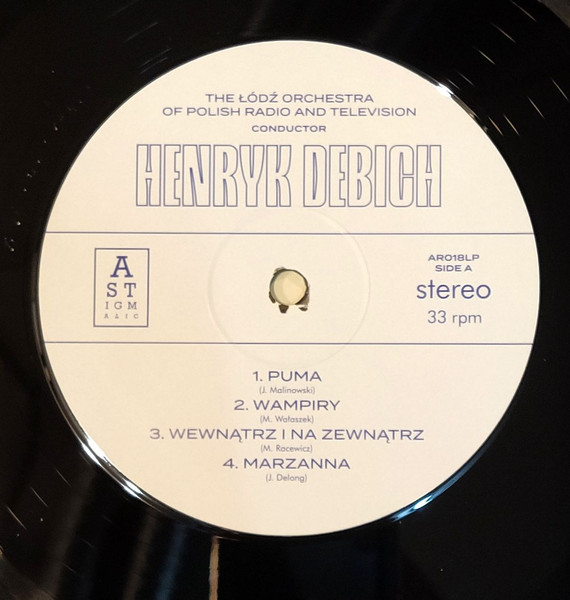 THE ŁÓDŹ ORCHESTRA
OF POLISH RADIO AND TELEVISION
CONDUCTOR
HENRYK DEBICH
A
ST
IGM
ATIC
AR018LP
SIDE A
stereo
33 rpm
1. PUMA
(J. Malinowski)
2. WAMPIRY
(M. Wałaszek)
3. WEWNĄTRZ I NA ZEWNĄTRZ
(M. Racewicz)
4. MARZANNA
(J. Delong)